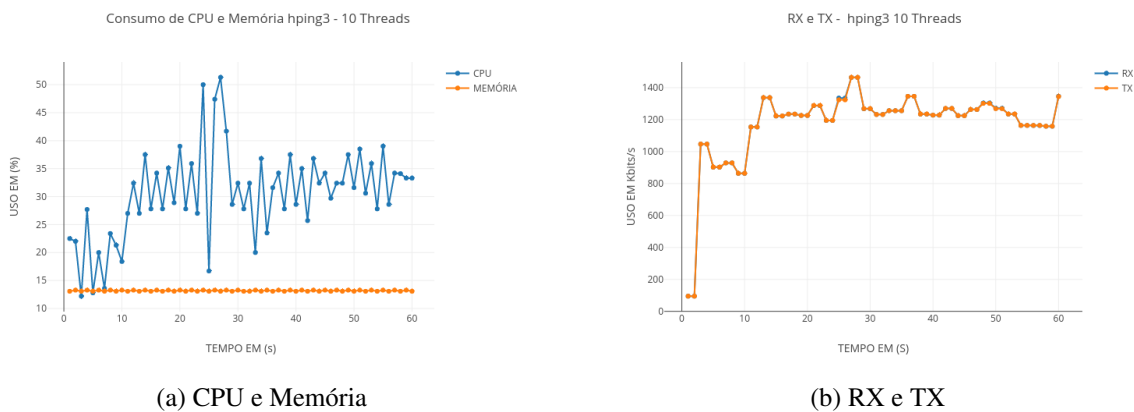 Consumo de CPU e Memória hping3 - 10 Threads
CPU
MEMÓRIA
USO EM (%)
50
45
40
35
30
25
20
15
10
0 10 20 30 40 50 60
TEMPO EM (s)
(a) CPU e Memória
RX e TX - hping3 10 Threads
RX
TX
USO EM Kbits/s
1400
1200
1000
800
600
400
200
0
0 10 20 30 40 50 60
TEMPO EM (S)
(b) RX e TX